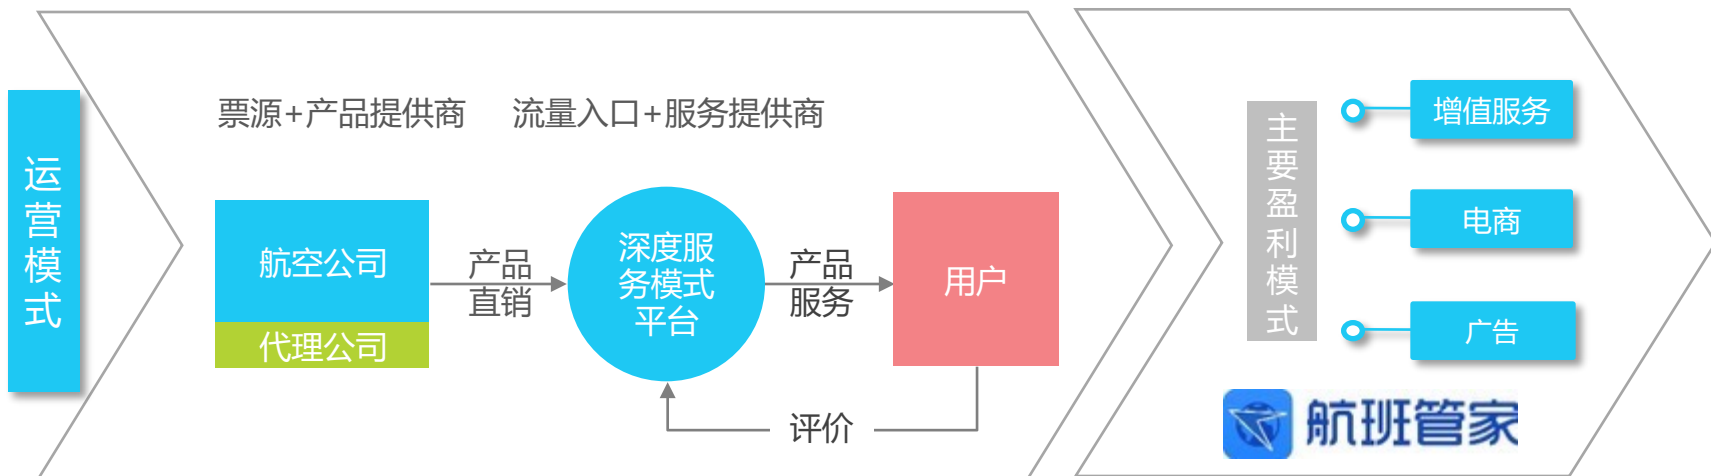 运营模式
票源+产品提供商
流量入口+服务提供商
航空公司
代理公司
产品
直销
深度服
务模式
平台
产品
服务
用户
评价
主要盈利模式
增值服务
电商
广告
航班管家